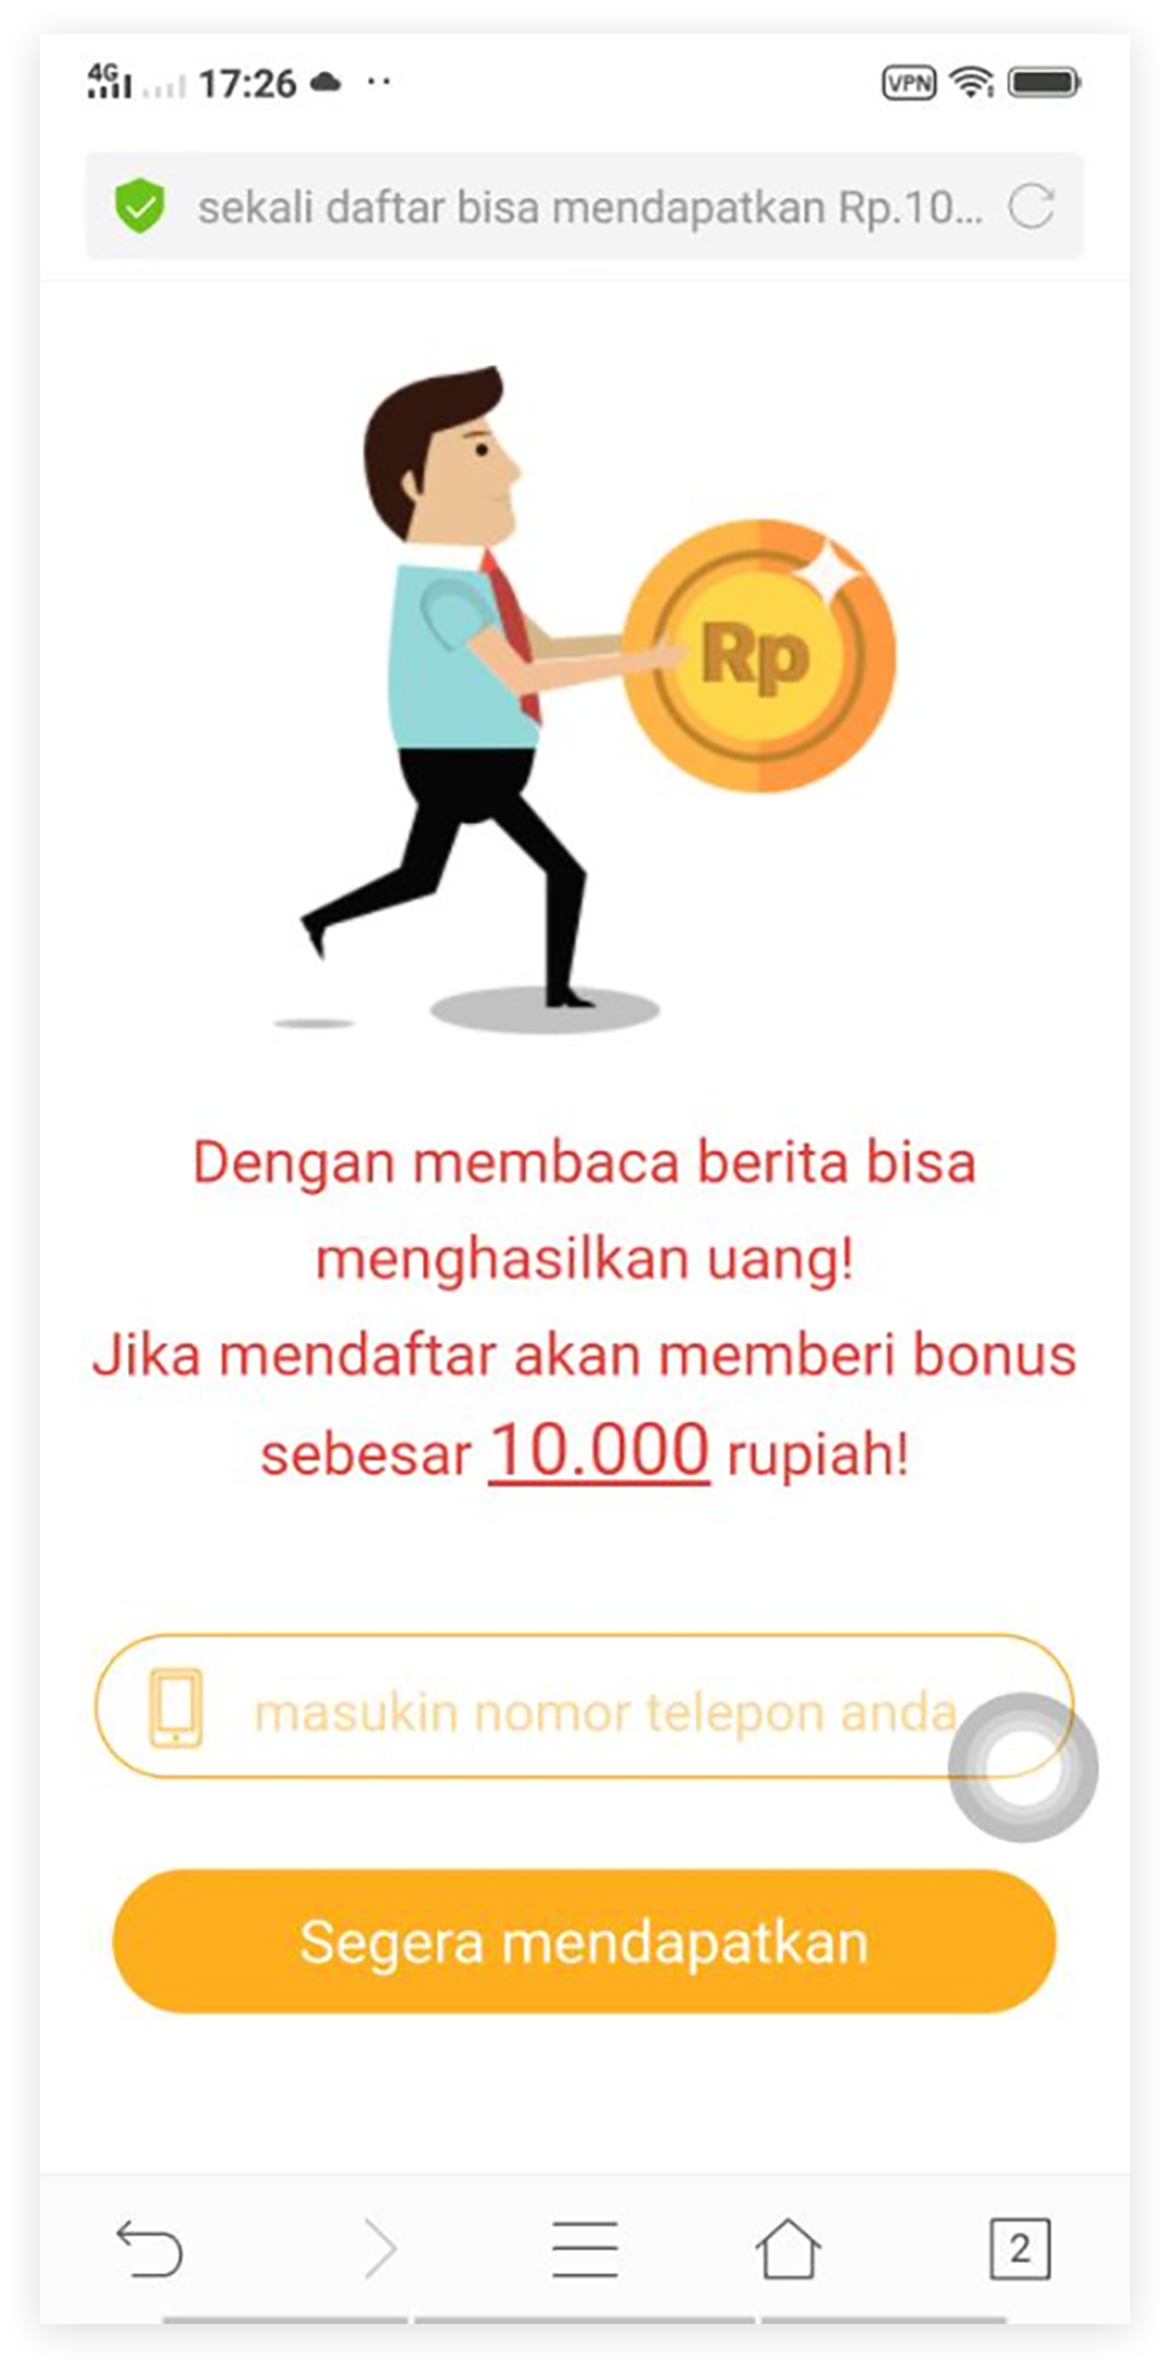 4G 17:26 VPN
sekali daftar bisa mendapatkan Rp.10...
Rp
Dengan membaca berita bisa
menghasilkan uang!
Jika mendaftar akan memberi bonus
sebesar 10.000 rupiah!
masukin nomor telepon anda
Segera mendapatkan
2